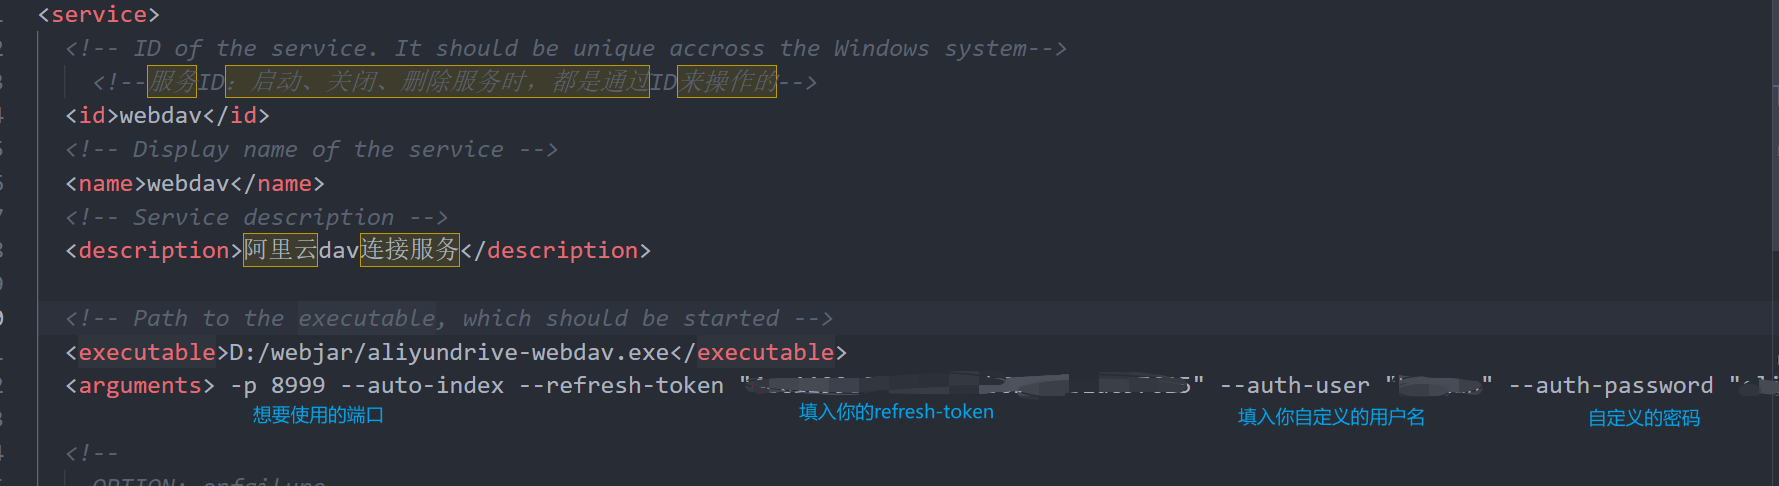 <service>
<!-- ID of the service. It should be unique accross the Windows system-->
<!--服务ID：启动、关闭、删除服务时，都是通过ID来操作的-->
<id>webdav</id>
<!-- Display name of the service -->
<name>webdav</name>
<!-- Service description -->
<description>阿里云dav连接服务</description>
<!-- Path to the executable, which should be started -->
<executable>D:/webjar/aliyundrive-webdav.exe</executable>
<arguments> -p 8999 --auto-index --refresh-token " " --auth-user " " --auth-password "
想要使用的端口 填入你的refresh-token 填入你自定义的用户名 自定义的密码
<!--
OPTION: onfailure